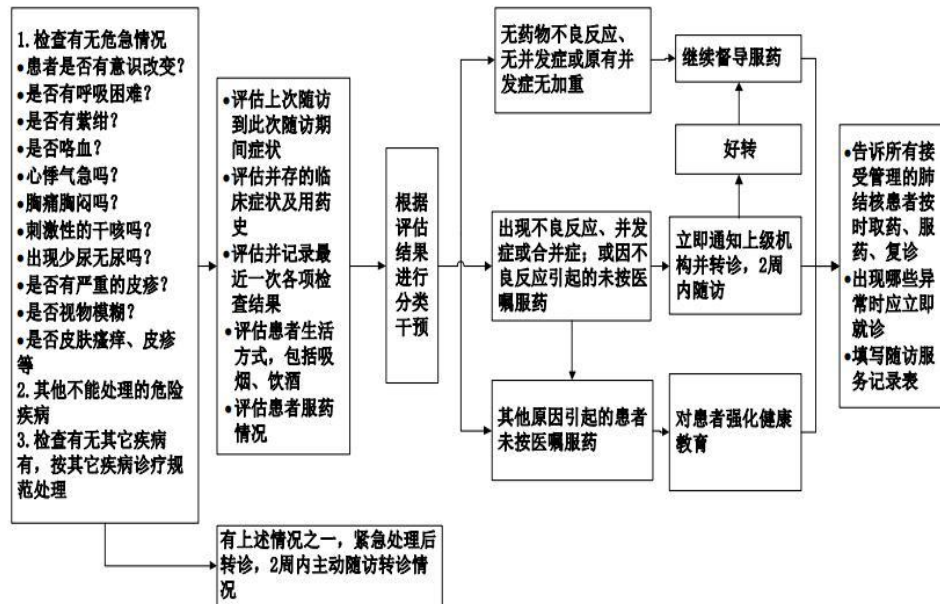 1.检查有无危急情况
●患者是否有意识改变？
●是否有呼吸困难？
●是否有紫绀？
●是否咯血？
●心悸气急吗？
●胸痛胸闷吗？
●刺激性的干咳吗？
●出现少尿无尿吗？
●是否有严重的皮疹？
●是否视物模糊？
●是否皮肤瘙痒、皮疹
等
2.其他不能处理的危险
疾病
3.检查有无其它疾病
有，按其它疾病诊疗规
范处理
●评估上次随访
到此次随访期
间症状
●评估并存的临
床症状及用药
史
●评估并记录最
近一次各项检
查结果
●评估患者生活
方式，包括吸
烟、饮酒
●评估患者服药
情况
根据
评估
结果
进行
分类
干预
无药物不良反应、
无并发症或原有并
发症无加重
继续督导服药
好转
出现不良反应、并发
症或合并症；或因不
良反应引起的未按医
嘱服药
立即通知上级机
构并转诊，2周
内随访
其他原因引起的患者
未按医嘱服药
对患者强化健康
教育
●告诉所有接
受管理的肺
结核患者按
时取药、服
药、复诊
●出现哪些异
常时应立即
就诊
●填写随访服
务记录表
有上述情况之一，紧急处理后
转诊，2周内主动随访转诊情
况